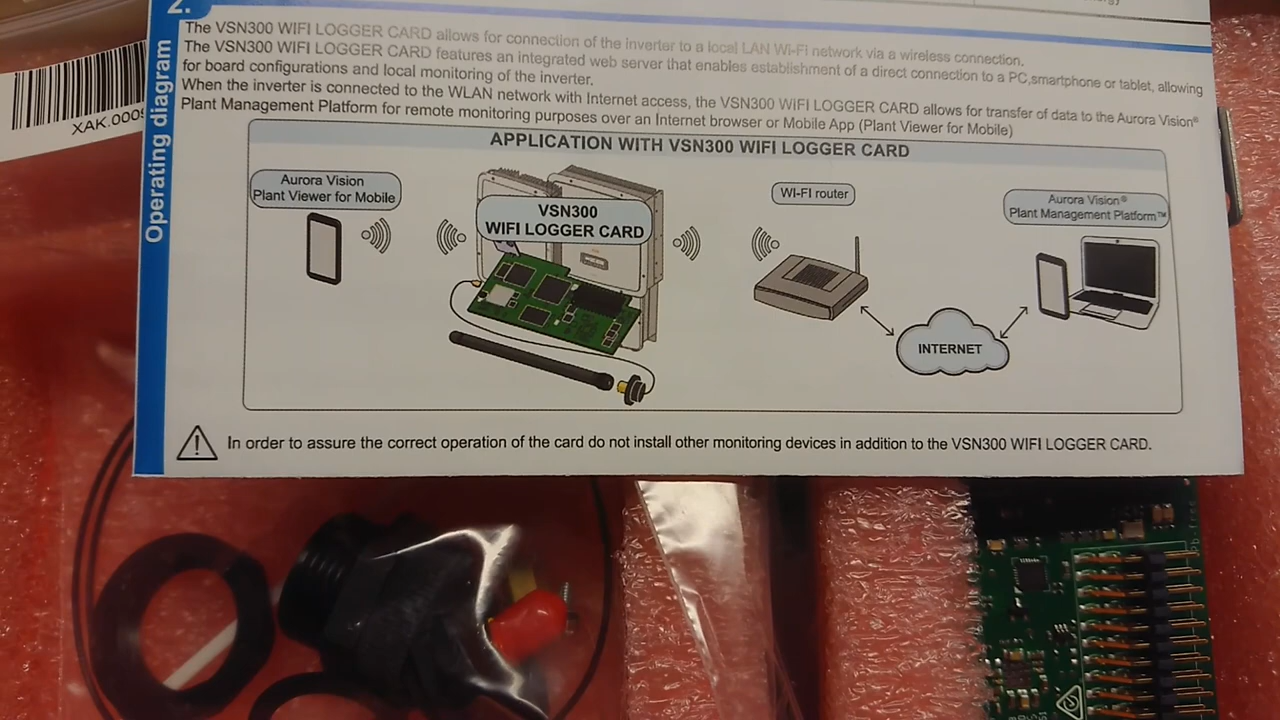 2.
The VSN300 WIFI LOGGER CARD allows for connection of the inverter to a local LAN Wi-Fi network via a wireless connection.
The VSN300 WIFI LOGGER CARD features an integrated web server that enables establishment of a direct connection to a PC,smartphone or tablet, allowing
for board configurations and local monitoring of the inverter.
When the inverter is connected to the WLAN network with Internet access, the VSN300 WIFI LOGGER CARD allows for transfer of data to the Aurora Vision®
Plant Management Platform for remote monitoring purposes over an Internet browser or Mobile App (Plant Viewer for Mobile)
Operating diagram
XAK.000
APPLICATION WITH VSN300 WIFI LOGGER CARD
Aurora Vision
Plant Viewer for Mobile
VSN300
WIFI LOGGER CARD
WI-FI router
Aurora Vision®
Plant Management Platform™
INTERNET
In order to assure the correct operation of the card do not install other monitoring devices in addition to the VSN300 WIFI LOGGER CARD.